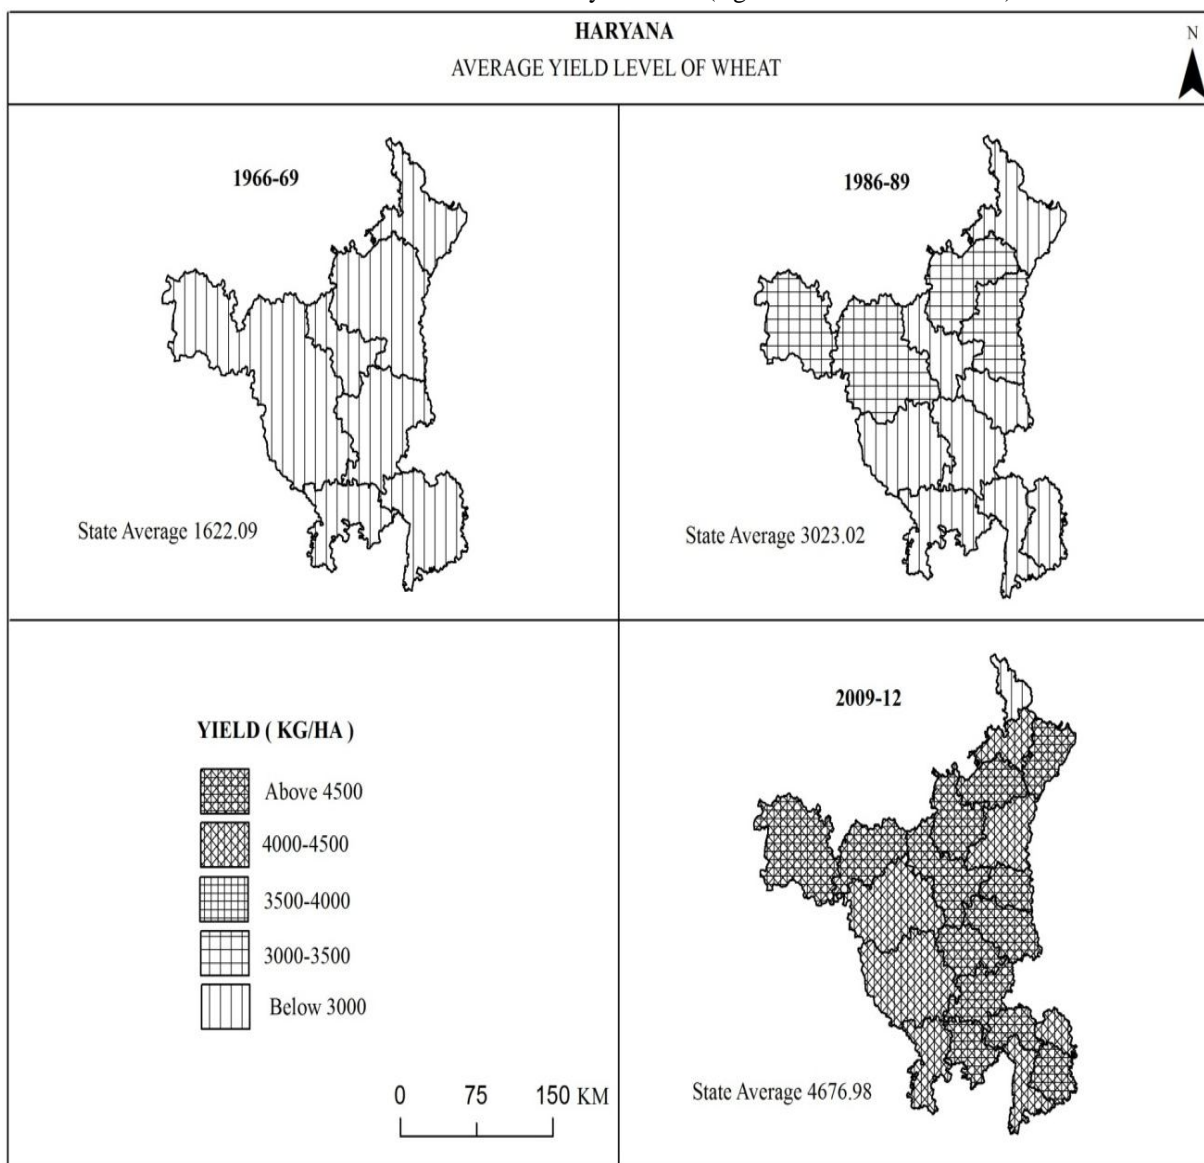 HARYANA
AVERAGE YIELD LEVEL OF WHEAT
N
1966-69
State Average 1622.09
1986-89
State Average 3023.02
YIELD ( KG/HA )
Above 4500
4000-4500
3500-4000
3000-3500
Below 3000
0 75 150 KM
2009-12
State Average 4676.98